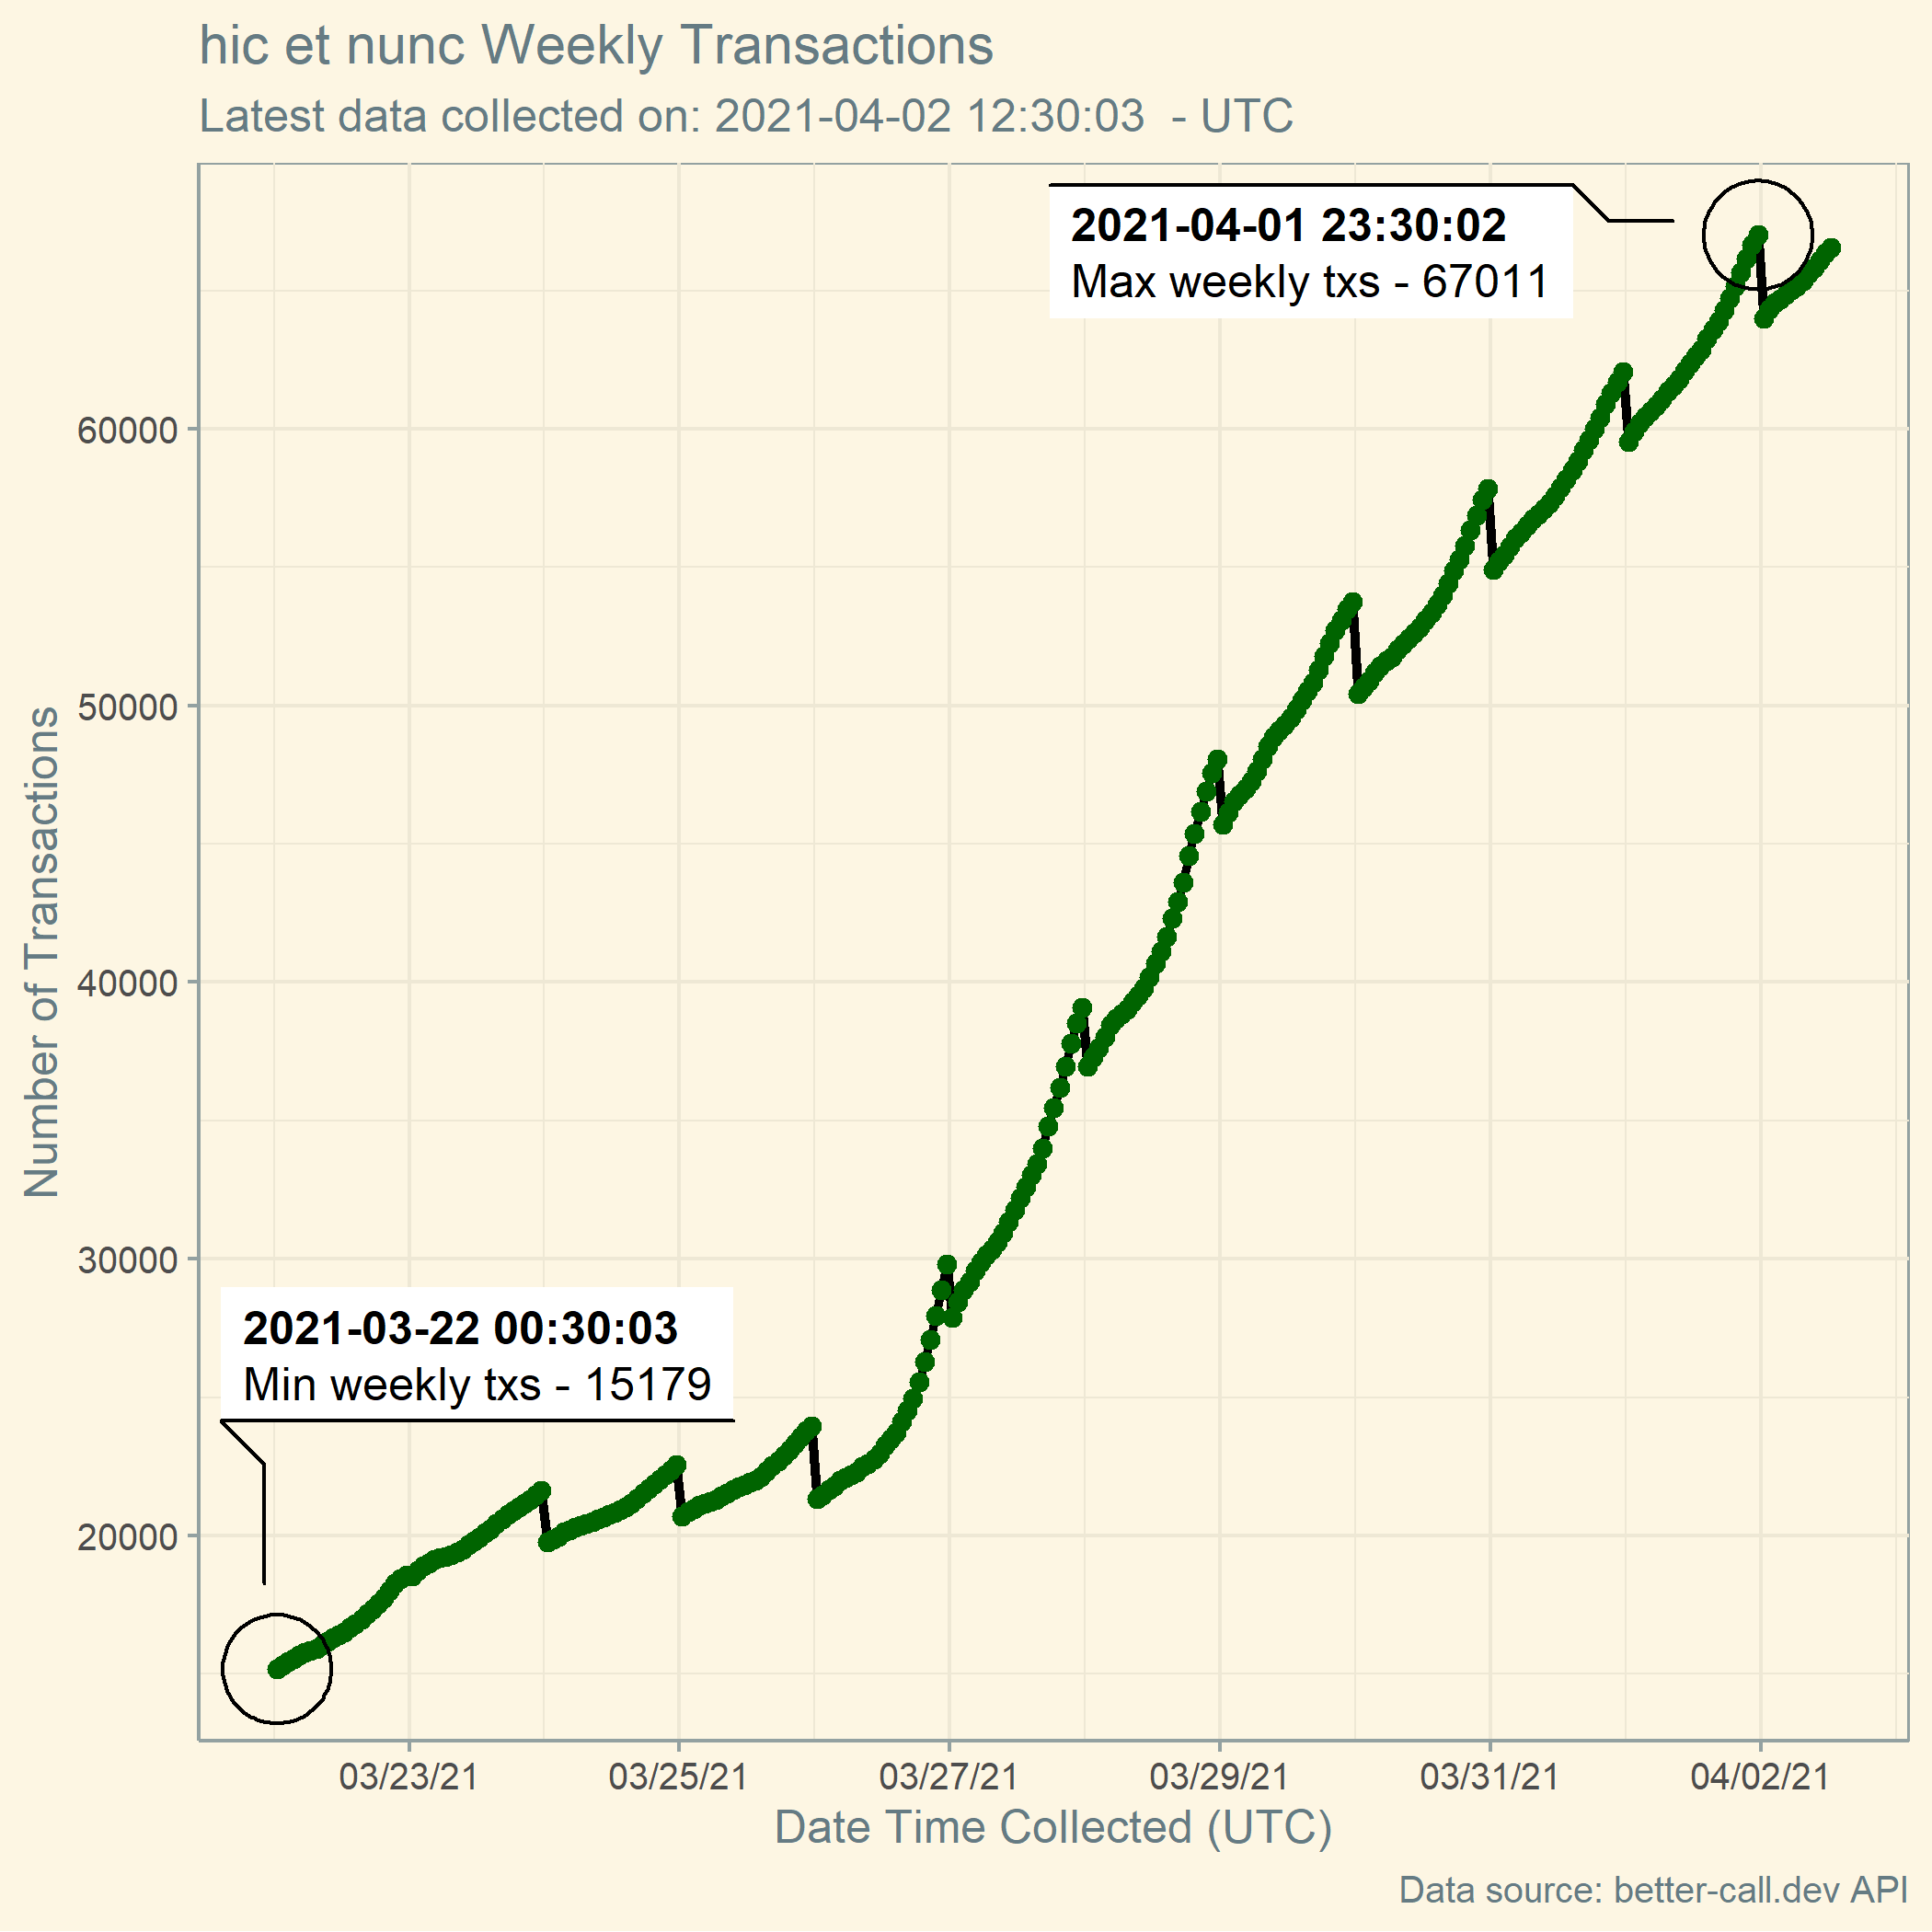 hic et nunc Weekly Transactions
Latest data collected on: 2021-04-02 12:30:03  - UTC
2021-04-01 23:30:02
Max weekly txs - 67011
60000
50000
40000
30000
20000
Number of Transactions
2021-03-22 00:30:03
Min weekly txs - 15179
03/23/21
03/25/21
03/27/21
03/29/21
03/31/21
04/02/21
Date Time Collected (UTC)
Data source: better-call.dev API